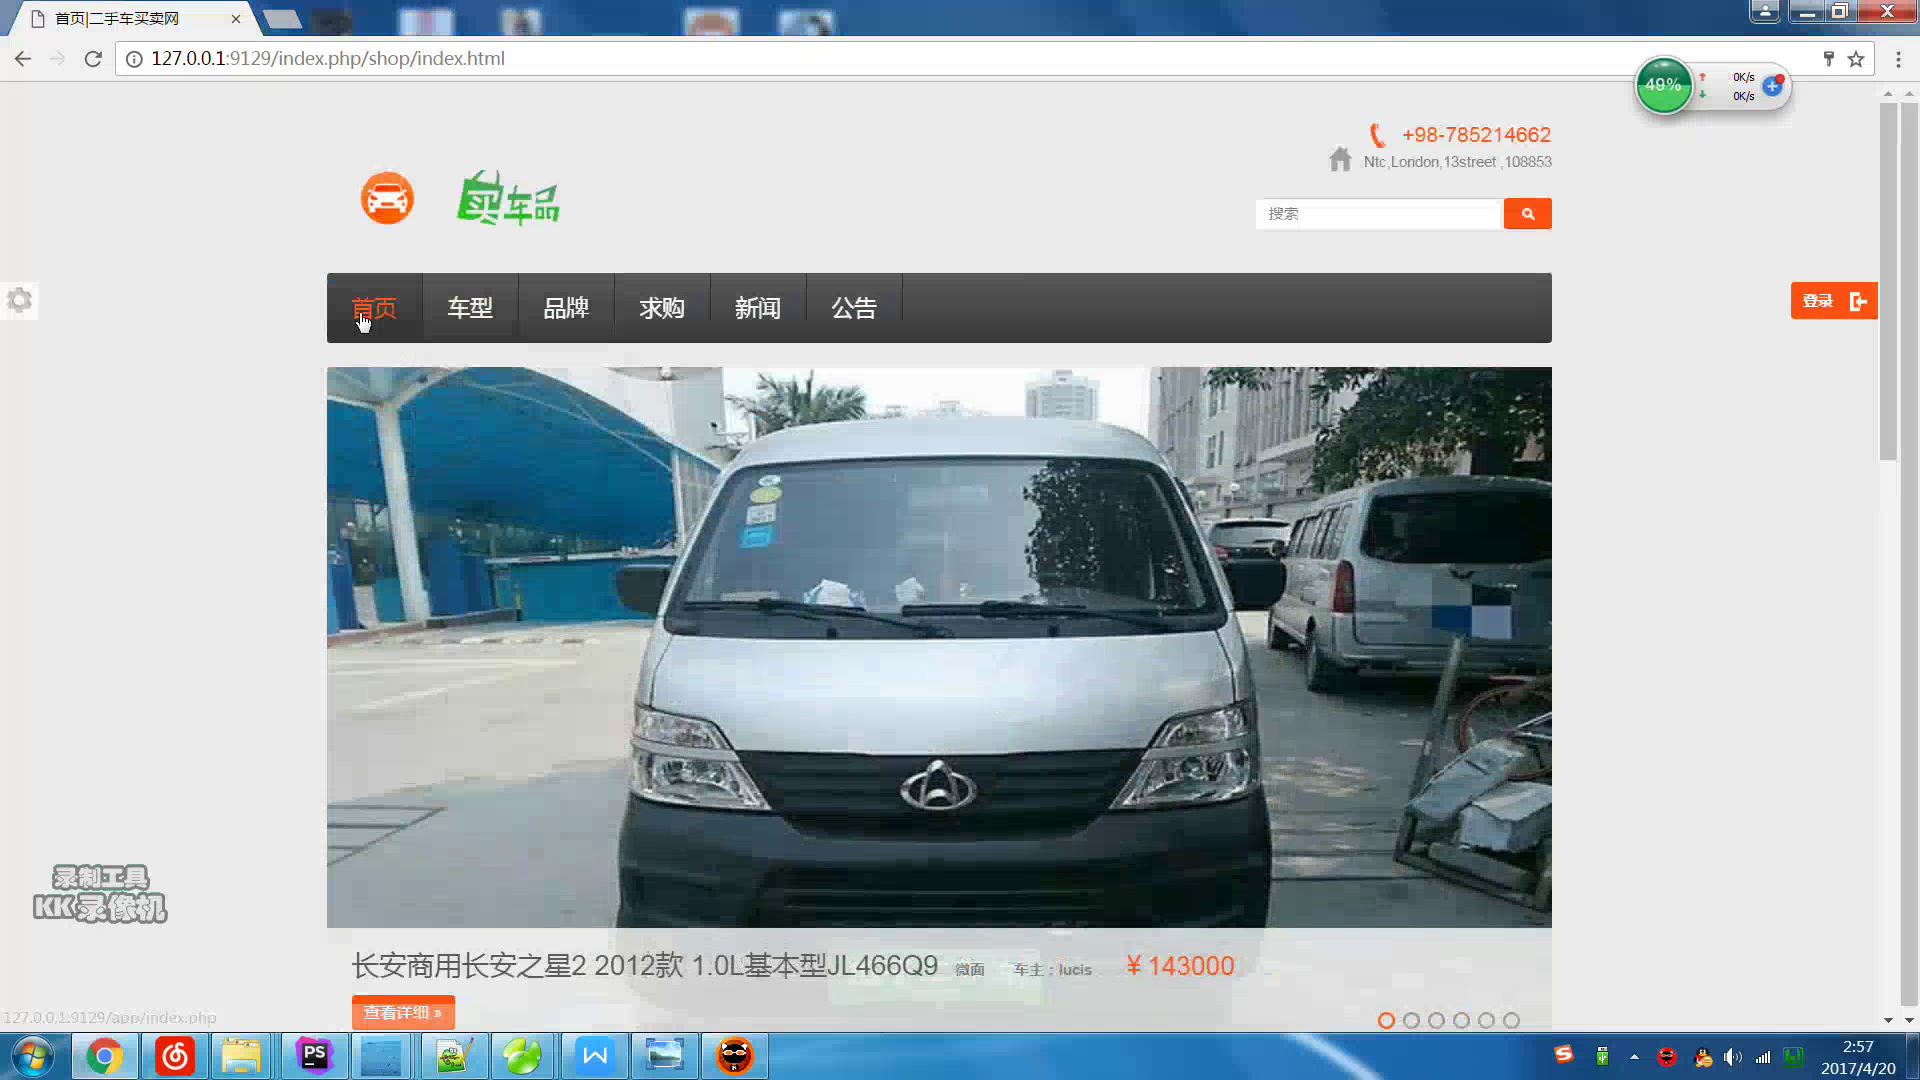 首页|二手车买卖网
127.0.0.1:9129/index.php/shop/index.html
49%
0K/s
0K/s
+98-785214662
Ntc,London,13street ,108853
买车品
搜索
首页 车型 品牌 求购 新闻 公告
登录
录制工具
KK录像机
长安商用长安之星2 2012款 1.0L基本型JL466Q9 微面 车主：lucis ¥ 143000
查看详细 »
127.0.0.1:9129/app/index.php
2:57
2017/4/20